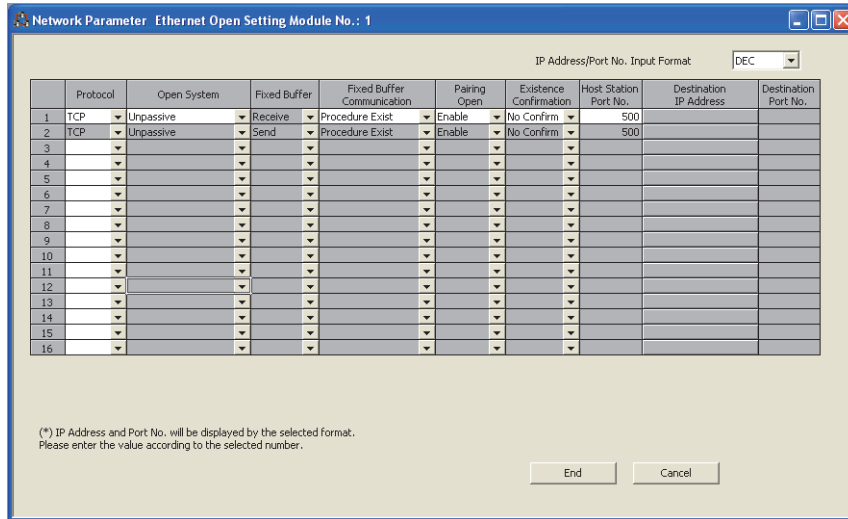 Network Parameter Ethernet Open Setting Module No.: 1
IP Address/Port No. Input Format DEC
Protocol Open System Fixed Buffer Fixed Buffer Communication Pairing Open Existence Confirmation Host Station Port No. Destination IP Address Destination Port No.
1 TCP Unpassive Receive Procedure Exist Enable No Confirm 500
2 TCP Unpassive Send Procedure Exist Enable No Confirm 500
3
4
5
6
7
8
9
10
11
12
13
14
15
16
(*) IP Address and Port No. will be displayed by the selected format.
Please enter the value according to the selected number.
End Cancel